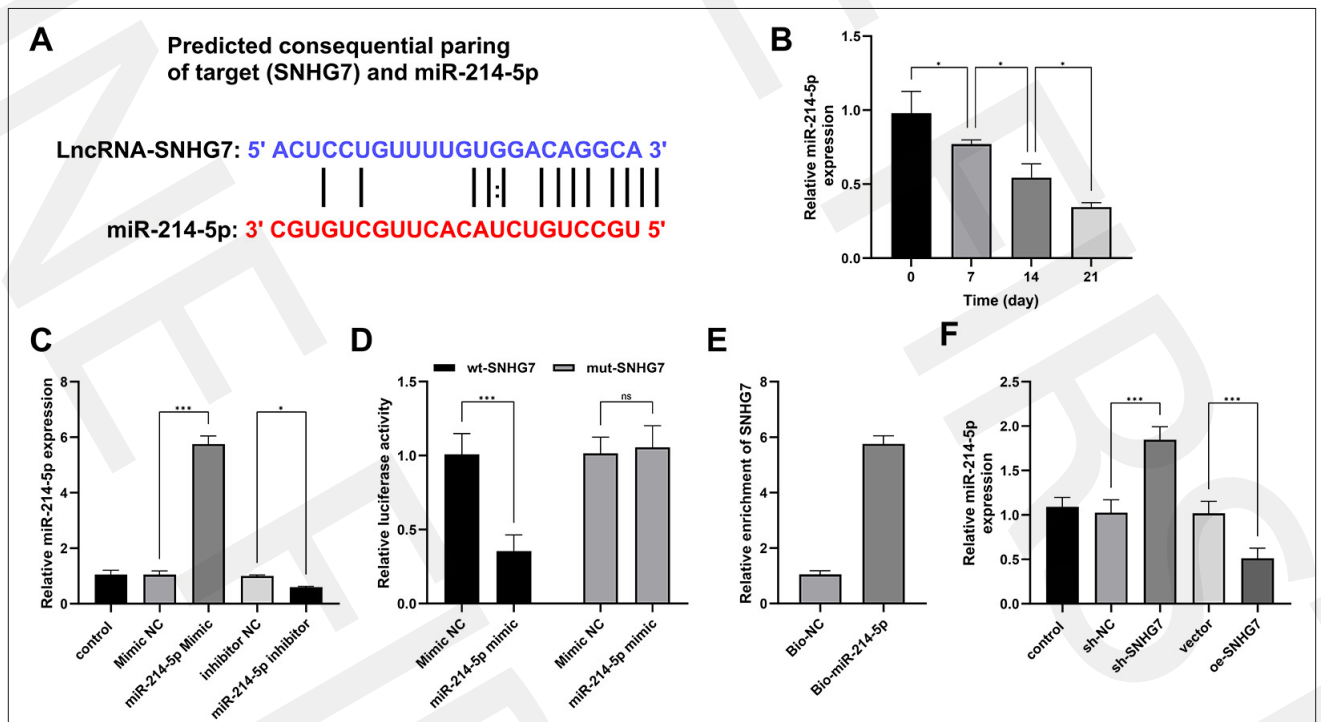 A
Predicted consequential paring
of target (SNHG7) and miR-214-5p
LncRNA-SNHG7: 5' ACUCCUGUUUUGUGGACAGGCA 3'
:
miR-214-5p: 3' CGUGUCGUUCACAUCUGUCCGU 5'
B
Relative miR-214-5p
expression
1.5
1.0
0.5
0.0
* * *
0 7 14 21
Time (day)
C
Relative miR-214-5p expression
8
6
4
2
0
*** *
control
Mimic NC
miR-214-5p Mimic
inhibitor NC
miR-214-5p inhibitor
D
wt-SNHG7 mut-SNHG7
Relative luciferase activity
1.5
1.0
0.5
0.0
*** ns
Mimic NC
miR-214-5p mimic
Mimic NC
miR-214-5p mimic
E
Relative enrichment of SNHG7
8
6
4
2
0
Bio-NC
Bio-miR-214-5p
F
Relative miR-214-5p
expression
2.5
2.0
1.5
1.0
0.5
0.0
*** ***
control
sh-NC
sh-SNHG7
vector
oe-SNHG7